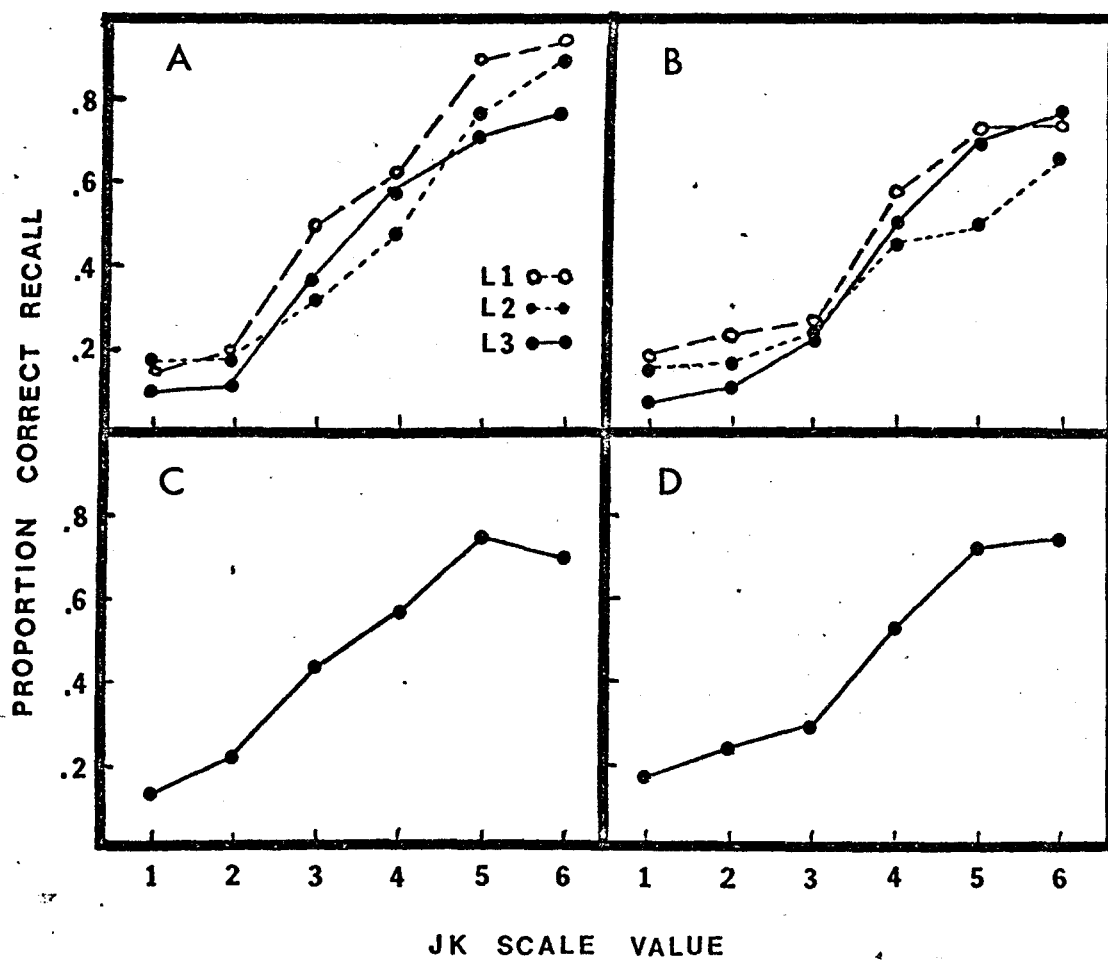 A
B
.8
.6
.4
.2
L1
L2
L3
C
D
.8
.6
.4
.2
1 2 3 4 5 6
1 2 3 4 5 6
PROPORTION CORRECT RECALL
JK SCALE VALUE